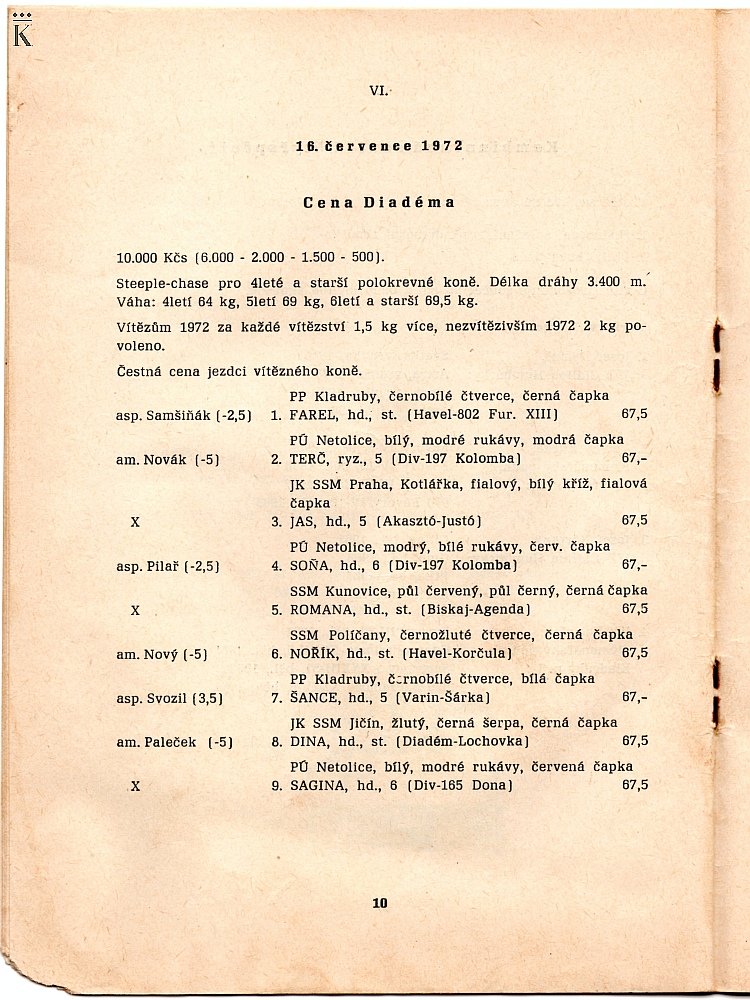 K
VI.
16. července 1972
Cena Diadéma
10.000 Kčs (6.000 - 2.000 - 1.500 - 500).
Steeple-chase pro 4leté a starší polokrevné koně. Délka dráhy 3.400 m.
Váha: 4letí 64 kg, 5letí 69 kg, 6letí a starší 69,5 kg.
Vítězům 1972 za každé vítězství 1,5 kg více, nezvítězivším 1972 2 kg po-
voleno.
Čestná cena jezdci vítězného koně.
PP Kladruby, černobílé čtverce, černá čapka
asp. Samšiňák (-2,5) 1. FAREL, hd., st. (Havel-802 Fur. XIII) 67,5
PÚ Netolice, bílý, modré rukávy, modrá čapka
am. Novák (-5) 2. TERČ, ryz., 5 (Div-197 Kolomba) 67,–
JK SSM Praha, Kotlářka, fialový, bílý kříž, fialová
čapka
X 3. JAS, hd., 5 (Akasztó-Justó) 67,5
PÚ Netolice, modrý, bílé rukávy, červ. čapka
asp. Pilař (-2,5) 4. SOŇA, hd., 6 (Div-197 Kolomba) 67,–
SSM Kunovice, půl červený, půl černý, černá čapka
X 5. ROMANA, hd., st. (Biskaj-Agenda) 67,5
SSM Políčany, černožluté čtverce, černá čapka
am. Nový (-5) 6. NOŘÍK, hd., st. (Havel-Korčula) 67,5
PP Kladruby, černobílé čtverce, bílá čapka
asp. Svozil (3,5) 7. ŠANCE, hd., 5 (Varin-Šárka) 67,–
JK SSM Jičín, žlutý, černá šerpa, černá čapka
am. Paleček (-5) 8. DINA, hd., st. (Diadém-Lochovka) 67,5
PÚ Netolice, bílý, modré rukávy, červená čapka
X 9. SAGINA, hd., 6 (Div-165 Dona) 67,5
10